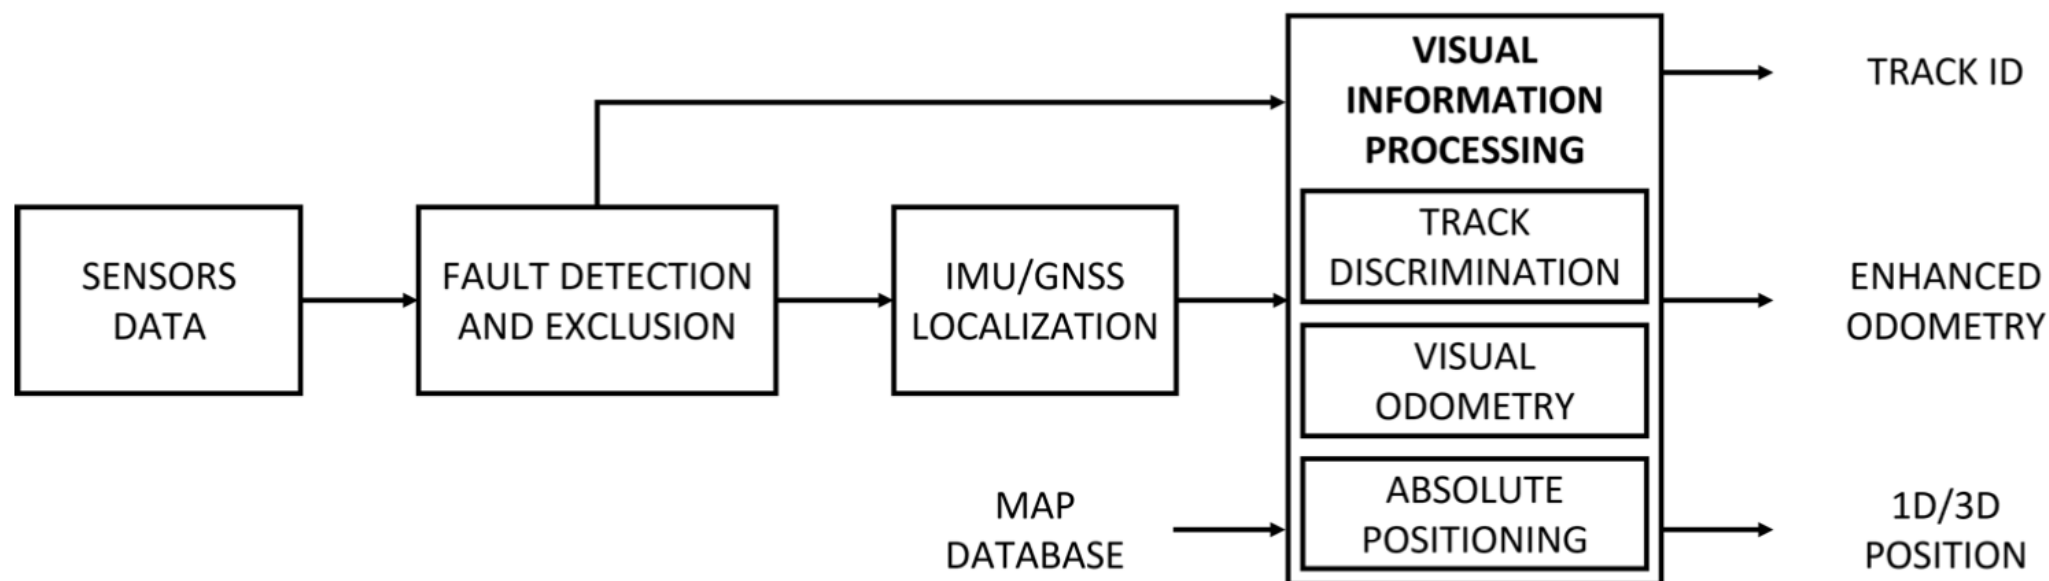 SENSORS
DATA
FAULT DETECTION
AND EXCLUSION
IMU/GNSS
LOCALIZATION
MAP
DATABASE
VISUAL
INFORMATION
PROCESSING
TRACK
DISCRIMINATION
VISUAL
ODOMETRY
ABSOLUTE
POSITIONING
TRACK ID
ENHANCED
ODOMETRY
1D/3D
POSITION